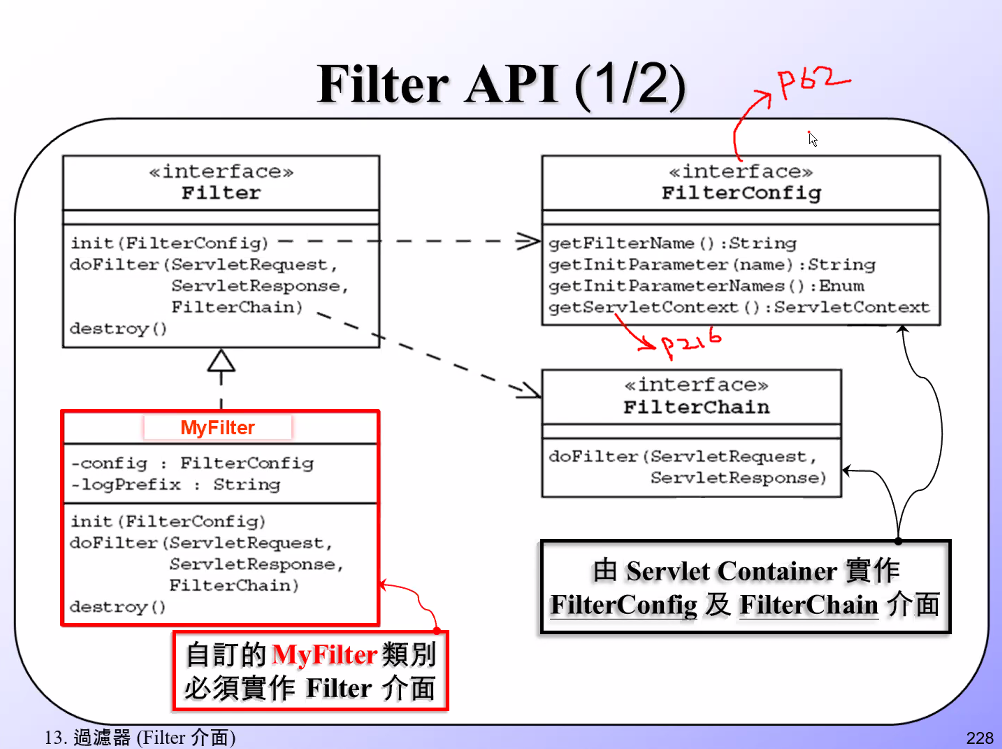 Filter API (1/2)
P62
«interface»
Filter
init(FilterConfig)
doFilter(ServletRequest,
ServletResponse,
FilterChain)
destroy()
«interface»
FilterConfig
getFilterName():String
getInitParameter(name):String
getInitParameterNames():Enum
getServletContext():ServletContext
P216
«interface»
FilterChain
doFilter(ServletRequest,
ServletResponse)
MyFilter
-config : FilterConfig
-logPrefix : String
init(FilterConfig)
doFilter(ServletRequest,
ServletResponse,
FilterChain)
destroy()
由 Servlet Container 實作
FilterConfig 及 FilterChain 介面
自訂的 MyFilter 類別
必須實作 Filter 介面
13. 過濾器 (Filter 介面)
228